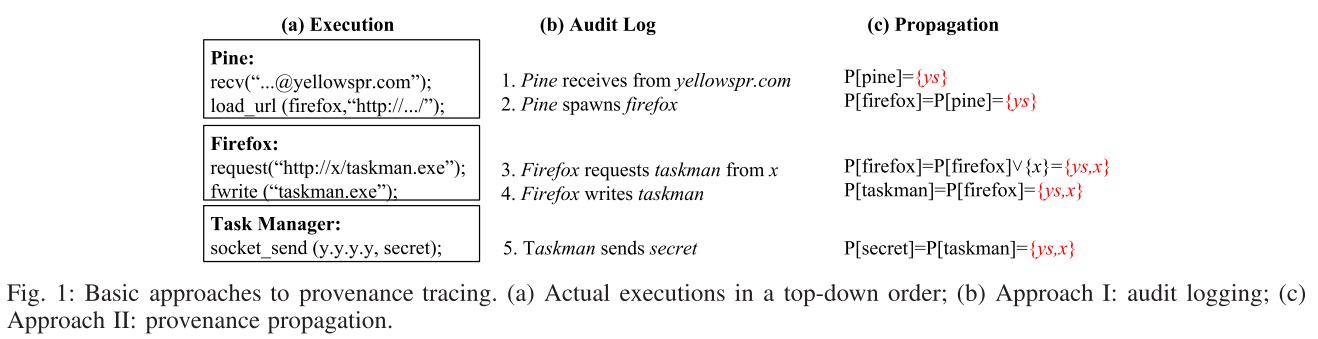 (a) Execution (b) Audit Log (c) Propagation
Pine:
recv(“...@yellowspr.com”);
load_url (firefox,“http://.../”);
1. Pine receives from yellowspr.com
2. Pine spawns firefox
P[pine]={ys}
P[firefox]=P[pine]={ys}
Firefox:
request(“http://x/taskman.exe”);
fwrite (“taskman.exe”);
3. Firefox requests taskman from x
4. Firefox writes taskman
P[firefox]=P[firefox]∨{x}={ys,x}
P[taskman]=P[firefox]={ys,x}
Task Manager:
socket_send (y.y.y.y, secret);
5. Taskman sends secret
P[secret]=P[taskman]={ys,x}
Fig. 1: Basic approaches to provenance tracing. (a) Actual executions in a top-down order; (b) Approach I: audit logging; (c)
Approach II: provenance propagation.